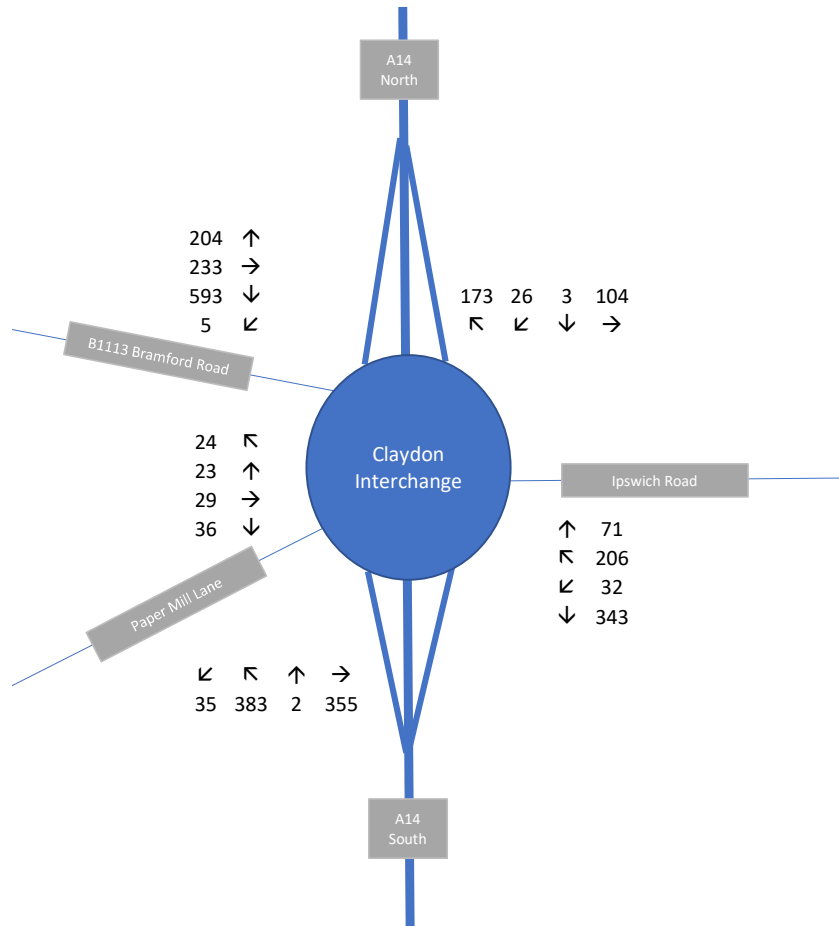 A14
North
204 ↑
233 →
593 ↓
5 ↙
173 26 3 104
↖ ↙ ↓ →
B1113 Bramford Road
Claydon
Interchange
24 ↖
23 ↑
29 →
36 ↓
Ipswich Road
↑ 71
↖ 206
↙ 32
↓ 343
Paper Mill Lane
↙ ↖ ↑ →
35 383 2 355
A14
South